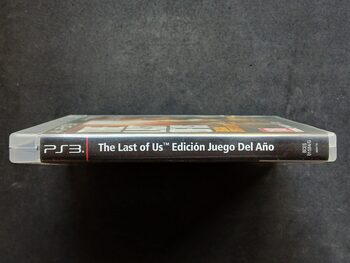 PS3 The Last of Us™ Edición Juego Del Año